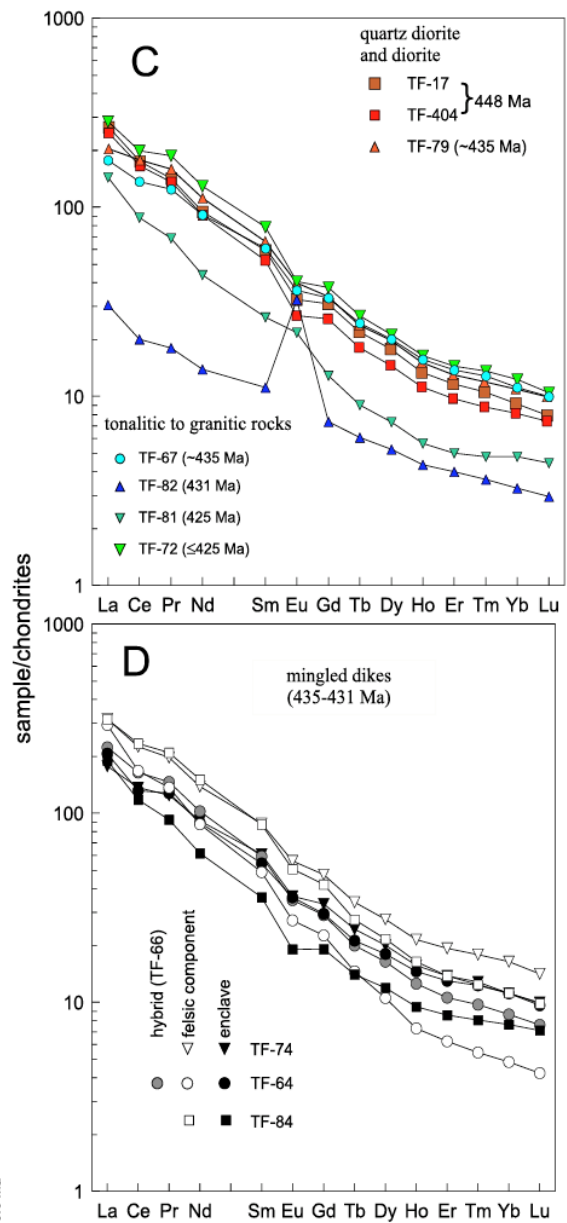 1000
C
quartz diorite
and diorite
TF-17
TF-404
448 Ma
TF-79 (~435 Ma)
100
10
tonalitic to granitic rocks
TF-67 (~435 Ma)
TF-82 (431 Ma)
TF-81 (425 Ma)
TF-72 (≤425 Ma)
1
La Ce Pr Nd Sm Eu Gd Tb Dy Ho Er Tm Yb Lu
sample/chondrites
1000
D
mingled dikes
(435-431 Ma)
100
10
hybrid (TF-66)
felsic component
enclave
TF-74
TF-64
TF-84
1
La Ce Pr Nd Sm Eu Gd Tb Dy Ho Er Tm Yb Lu